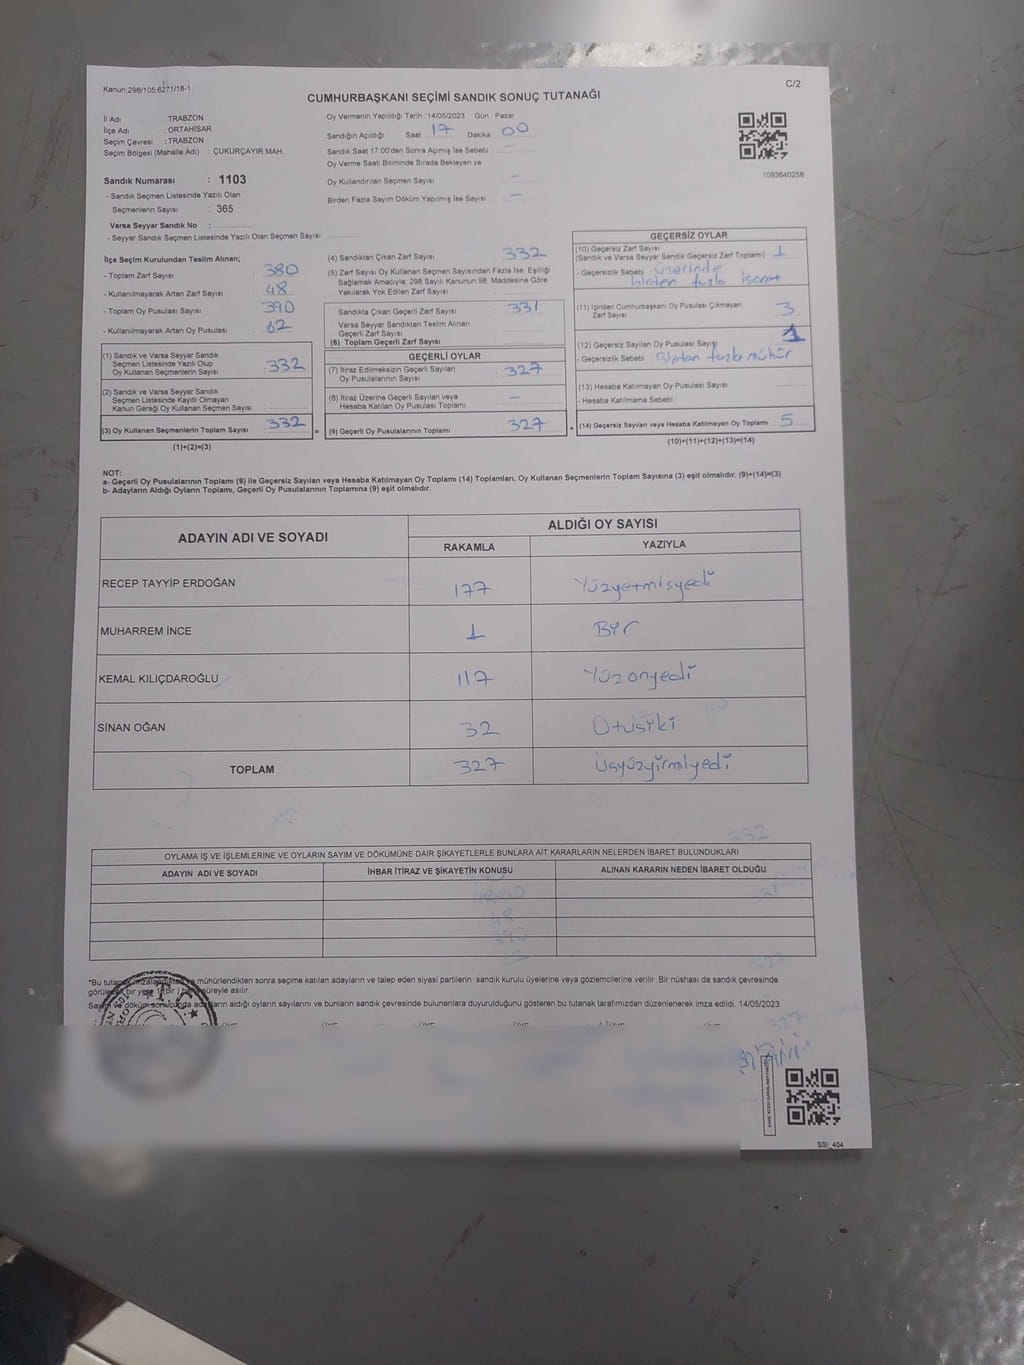 Kanun;298/105,6271/18-1
C/2
CUMHURBAŞKANI SEÇİMİ SANDIK SONUÇ TUTANAĞI
İl Adı TRABZON
İlçe Adı : ORTAHİSAR
Seçim Çevresi : TRABZON
Seçim Bölgesi (Mahalle Adı) : ÇUKURÇAYIR MAH.
Sandık Numarası : 1103
- Sandık Seçmen Listesinde Yazılı Olan
Seçmenlerin Sayısı : 365
Varsa Seyyar Sandık No :
- Seyyar Sandık Seçmen Listesinde Yazılı Olan Seçmen Sayısı
Oy Vermenin Yapıldığı Tarih : 14/05/2023 Gün : Pazar
Sandığın Açıldığı Saat 17 Dakika 00
Sandık Saat 17:00'den Sonra Açımış İse Sebebi -
Oy Verme Saati Bitiminde Sırada Bekleyen ve
Oy Kullandırılan Seçmen Sayısı -
Birden Fazla Sayım Döküm Yapılmış İse Sayısı -
1093640258
İlçe Seçim Kurulundan Teslim Alınan;
- Toplam Zarf Sayısı 380
- Kullanılmayarak Artan Zarf Sayısı 48
- Toplam Oy Pusulası Sayısı 390
- Kullanılmayarak Artan Oy Pusulası 62
(1) Sandık ve Varsa Seyyar Sandık
Seçmen Listesinde Yazılı Olup
Oy Kullanan Seçmenlerin Sayısı 332
(2) Sandık ve Varsa Seyyar Sandık
Seçmen Listesinde Kayıtlı Olmayan
Kanun Gereği Oy Kullanan Seçmen Sayısı
(3) Oy Kullanan Seçmenlerin Toplam Sayısı 332
(1)+(2)=(3)
(4) Sandıktan Çıkan Zarf Sayısı 332
(5) Zarf Sayısı Oy Kullanan Seçmen Sayısından Fazla İse, Eşitliği
Sağlamak Amacıyla; 298 Sayılı Kanunun 98. Maddesine Göre
Yakılarak Yok Edilen Zarf Sayısı
Sandıkta Çıkan Geçerli Zarf Sayısı 331
Varsa Seyyar Sandıktan Teslim Alınan
Geçerli Zarf Sayısı
(6) Toplam Geçerli Zarf Sayısı
GEÇERLİ OYLAR
(7) İtiraz Edilmeksizin Geçerli Sayılan
Oy Pusulalarının Sayısı 327
(8) İtiraz Üzerine Geçerli Sayılan veya
Hesaba Katılan Oy Pusulası Toplamı -
= (9) Geçerli Oy Pusulalarının Toplamı 327
GEÇERSİZ OYLAR
(10) Geçersiz Zarf Sayısı
(Sandık ve Varsa Seyyar Sandık Geçersiz Zarf Toplamı) 1
- Geçersizlik Sebebi üzerinde
birden fazla işaret
(11) İçinden Cumhurbaşkanı Oy Pusulası Çıkmayan
Zarf Sayısı 3
(12) Geçersiz Sayılan Oy Pusulası Sayısı 1
- Geçersizlik Sebebi Birden fazla mühür
(13) Hesaba Katılmayan Oy Pusulası Sayısı
- Hesaba Katılmama Sebebi
+ (14) Geçersiz Sayılan veya Hesaba Katılmayan Oy Toplamı 5
(10)+(11)+(12)+(13)=(14)
NOT:
a- Geçerli Oy Pusulalarının Toplamı (9) ile Geçersiz Sayılan veya Hesaba Katılmayan Oy Toplamı (14) Toplamları, Oy Kullanan Seçmenlerin Toplam Sayısına (3) eşit olmalıdır. (9)+(14)=(3)
b- Adayların Aldığı Oyların Toplamı, Geçerli Oy Pusulalarının Toplamına (9) eşit olmalıdır.
ADAYIN ADI VE SOYADI ALDIĞI OY SAYISI
RAKAMLA YAZIYLA
RECEP TAYYİP ERDOĞAN 177 Yüzyetmişyedi
MUHARREM İNCE 1 Bir
KEMAL KILIÇDAROĞLU 117 Yüzonyedi
SİNAN OĞAN 32 Otuziki
TOPLAM 327 Üçyüzyirmiyedi
OYLAMA İŞ VE İŞLEMLERİNE VE OYLARIN SAYIM VE DÖKÜMÜNE DAİR ŞİKAYETLERLE BUNLARA AİT KARARLARIN NELERDEN İBARET BULUNDUKLARI
ADAYIN ADI VE SOYADI İHBAR İTİRAZ VE ŞİKAYETİN KONUSU ALINAN KARARIN NEDEN İBARET OLDUĞU
*Bu mühürlendikten sonra seçime katılan adayların ve talep eden siyasi partilerin sandık kurulu üyelerine veya gözlemcilerine verilir. Bir nüshası da sandık çevresinde
bir yere süreyle asılır.
aldığı oyların sayılarını ve bunların sandık çevresinde bulunanlara duyurulduğunu gösteren bu tutanak tarafımızdan düzenlenerek imza edildi. 14/05/2023
T.C.
SSI_404